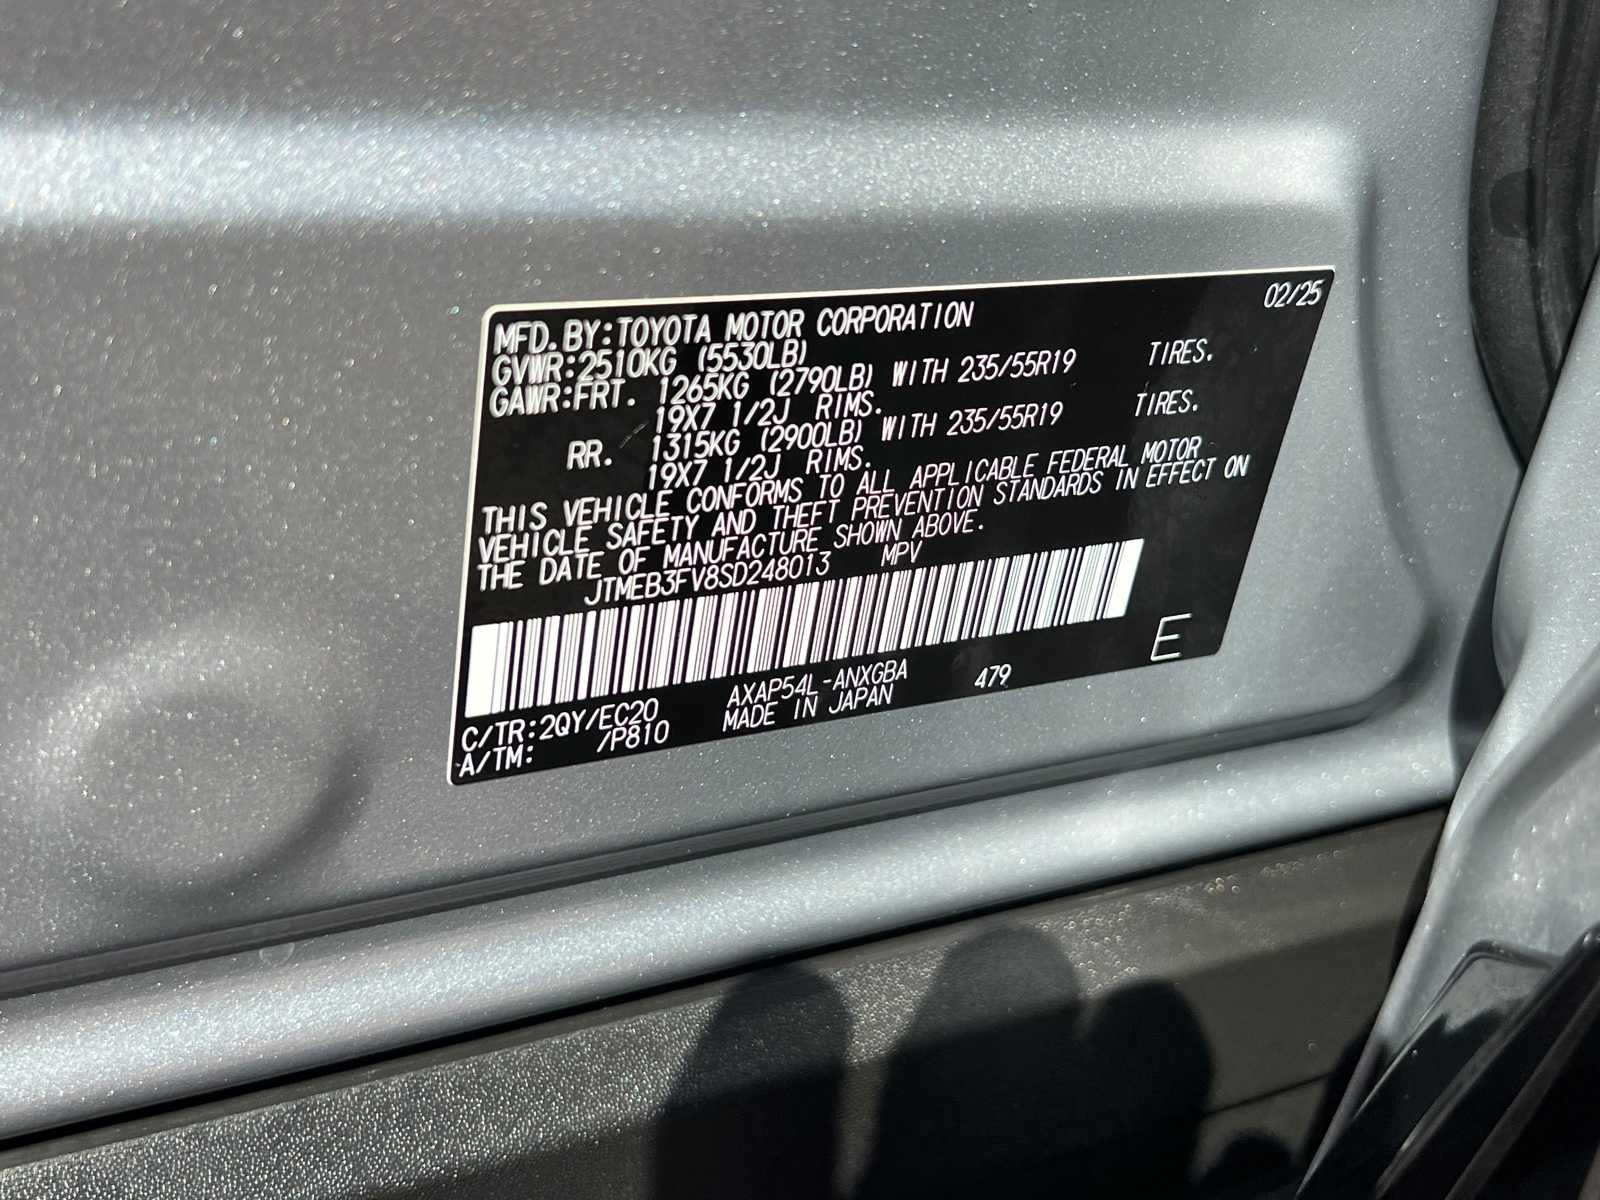 02/25
MFD. BY: TOYOTA MOTOR CORPORATION
GVWR: 2510KG (5530LB)
GAWR: FRT. 1265KG (2790LB) WITH 235/55R19 TIRES.
19X7 1/2J RIMS.
RR. 1315KG (2900LB) WITH 235/55R19 TIRES.
19X7 1/2J RIMS.
THIS VEHICLE CONFORMS TO ALL APPLICABLE FEDERAL MOTOR
VEHICLE SAFETY AND THEFT PREVENTION STANDARDS IN EFFECT ON
THE DATE OF MANUFACTURE SHOWN ABOVE.
JTMEB3FV8SD248013 MPV
E
C/TR: 2QY/EC20 AXAP54L-ANXGBA 479
A/TM: /P810 MADE IN JAPAN